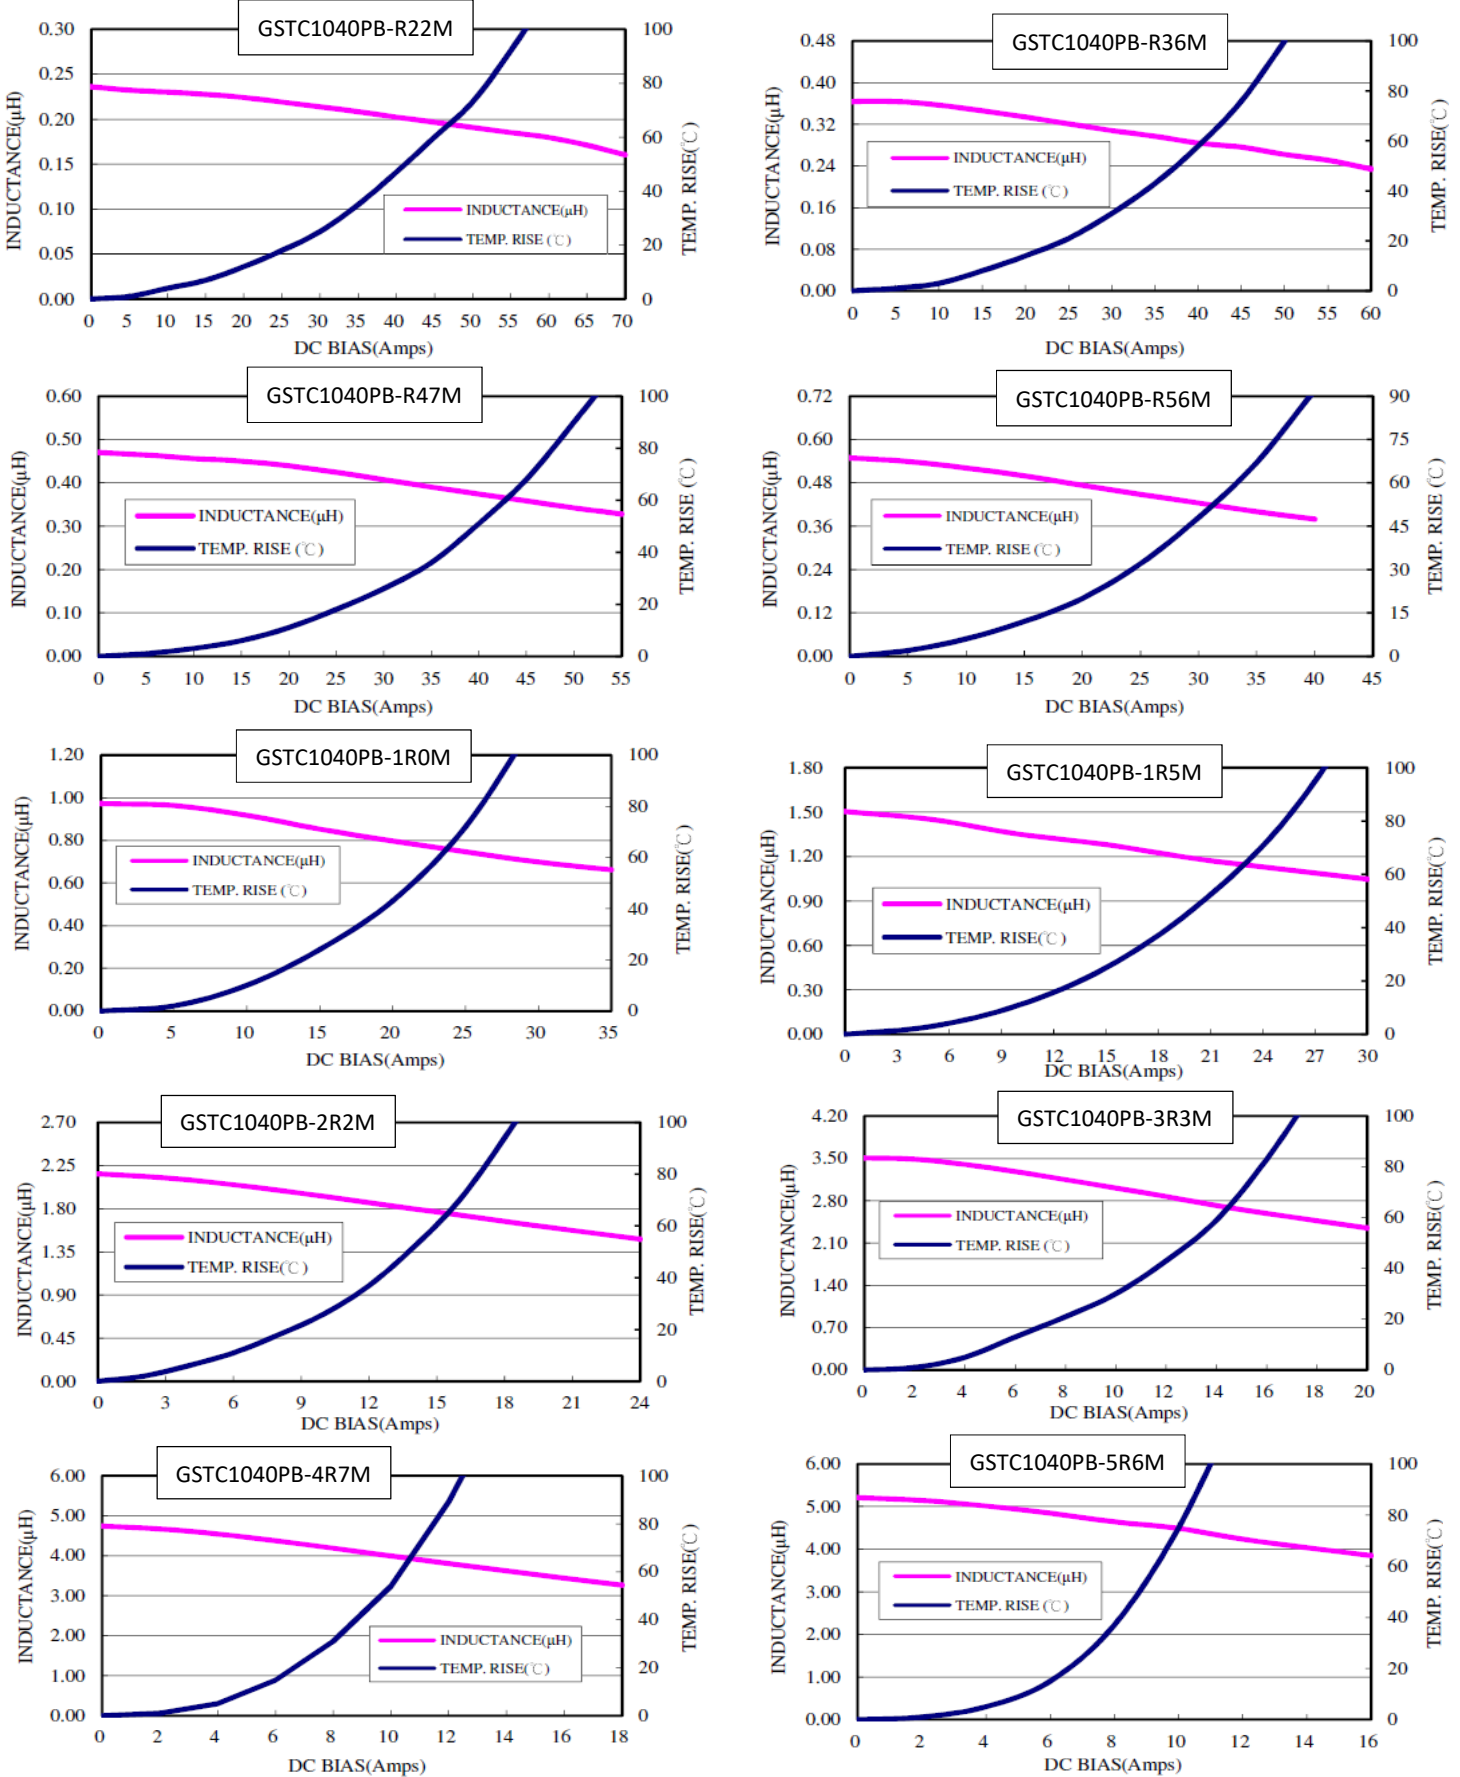 GSTC1040PB-R22M
INDUCTANCE(μH)
0.30
0.25
0.20
0.15
0.10
0.05
0.00
100
80
60
40
20
0
TEMP. RISE(℃)
INDUCTANCE(μH)
TEMP. RISE (℃)
0 5 10 15 20 25 30 35 40 45 50 55 60 65 70
DC BIAS(Amps)
GSTC1040PB-R36M
INDUCTANCE(μH)
0.48
0.40
0.32
0.24
0.16
0.08
0.00
100
80
60
40
20
0
TEMP. RISE(℃)
INDUCTANCE(μH)
TEMP. RISE (℃)
0 5 10 15 20 25 30 35 40 45 50 55 60
DC BIAS(Amps)
GSTC1040PB-R47M
INDUCTANCE(μH)
0.60
0.50
0.40
0.30
0.20
0.10
0.00
100
80
60
40
20
0
TEMP. RISE (℃)
INDUCTANCE(μH)
TEMP. RISE (℃)
0 5 10 15 20 25 30 35 40 45 50 55
DC BIAS(Amps)
GSTC1040PB-R56M
INDUCTANCE(μH)
0.72
0.60
0.48
0.36
0.24
0.12
0.00
90
75
60
45
30
15
0
TEMP. RISE (℃)
INDUCTANCE(μH)
TEMP. RISE (℃)
0 5 10 15 20 25 30 35 40 45
DC BIAS(Amps)
GSTC1040PB-1R0M
INDUCTANCE(μH)
1.20
1.00
0.80
0.60
0.40
0.20
0.00
100
80
60
40
20
0
TEMP. RISE(℃)
INDUCTANCE(μH)
TEMP. RISE (℃)
0 5 10 15 20 25 30 35
DC BIAS(Amps)
GSTC1040PB-1R5M
INDUCTANCE(μH)
1.80
1.50
1.20
0.90
0.60
0.30
0.00
100
80
60
40
20
0
TEMP. RISE(℃)
INDUCTANCE(μH)
TEMP. RISE(℃)
0 3 6 9 12 15 18 21 24 27 30
DC BIAS(Amps)
GSTC1040PB-2R2M
INDUCTANCE(μH)
2.70
2.25
1.80
1.35
0.90
0.45
0.00
100
80
60
40
20
0
TEMP. RISE(℃)
INDUCTANCE(μH)
TEMP. RISE(℃)
0 3 6 9 12 15 18 21 24
DC BIAS(Amps)
GSTC1040PB-3R3M
INDUCTANCE(μH)
4.20
3.50
2.80
2.10
1.40
0.70
0.00
100
80
60
40
20
0
TEMP. RISE(℃)
INDUCTANCE(μH)
TEMP. RISE (℃)
0 2 4 6 8 10 12 14 16 18 20
DC BIAS(Amps)
GSTC1040PB-4R7M
INDUCTANCE(μH)
6.00
5.00
4.00
3.00
2.00
1.00
0.00
100
80
60
40
20
0
TEMP. RISE(℃)
INDUCTANCE(μH)
TEMP. RISE(℃)
0 2 4 6 8 10 12 14 16 18
DC BIAS(Amps)
GSTC1040PB-5R6M
INDUCTANCE(μH)
6.00
5.00
4.00
3.00
2.00
1.00
0.00
100
80
60
40
20
0
TEMP. RISE(℃)
INDUCTANCE(μH)
TEMP. RISE (℃)
0 2 4 6 8 10 12 14 16
DC BIAS(Amps)